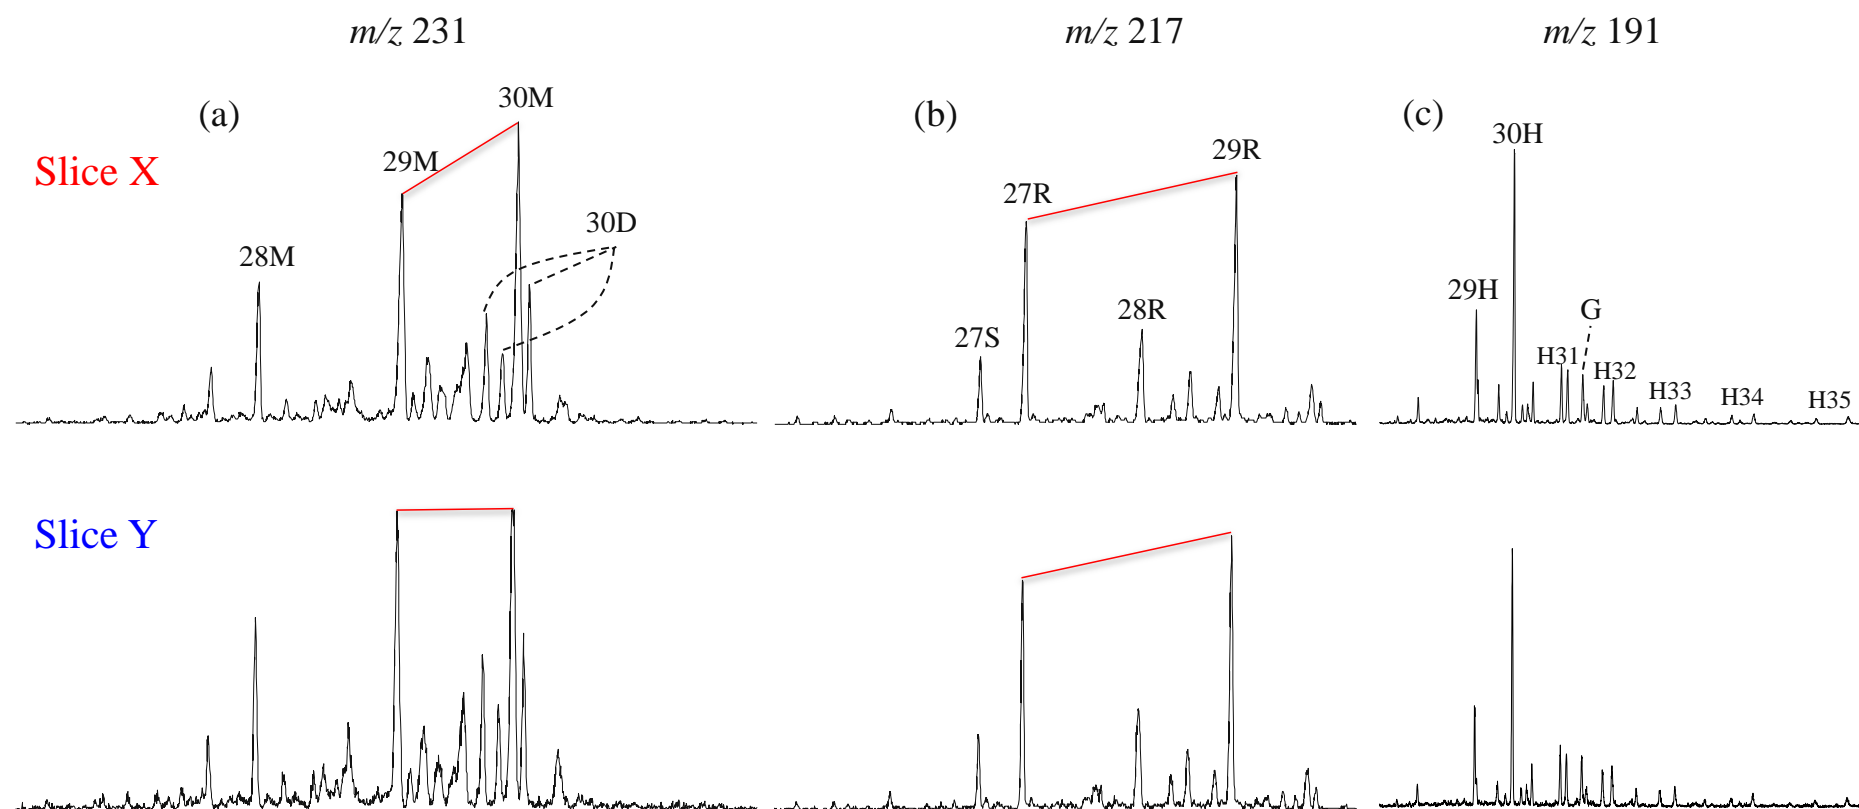 m/z 231
m/z 217
m/z 191
(a)
(b)
(c)
Slice X
28M
29M
30M
30D
27S
27R
28R
29R
29H
30H
H31
G
H32
H33
H34
H35
Slice Y